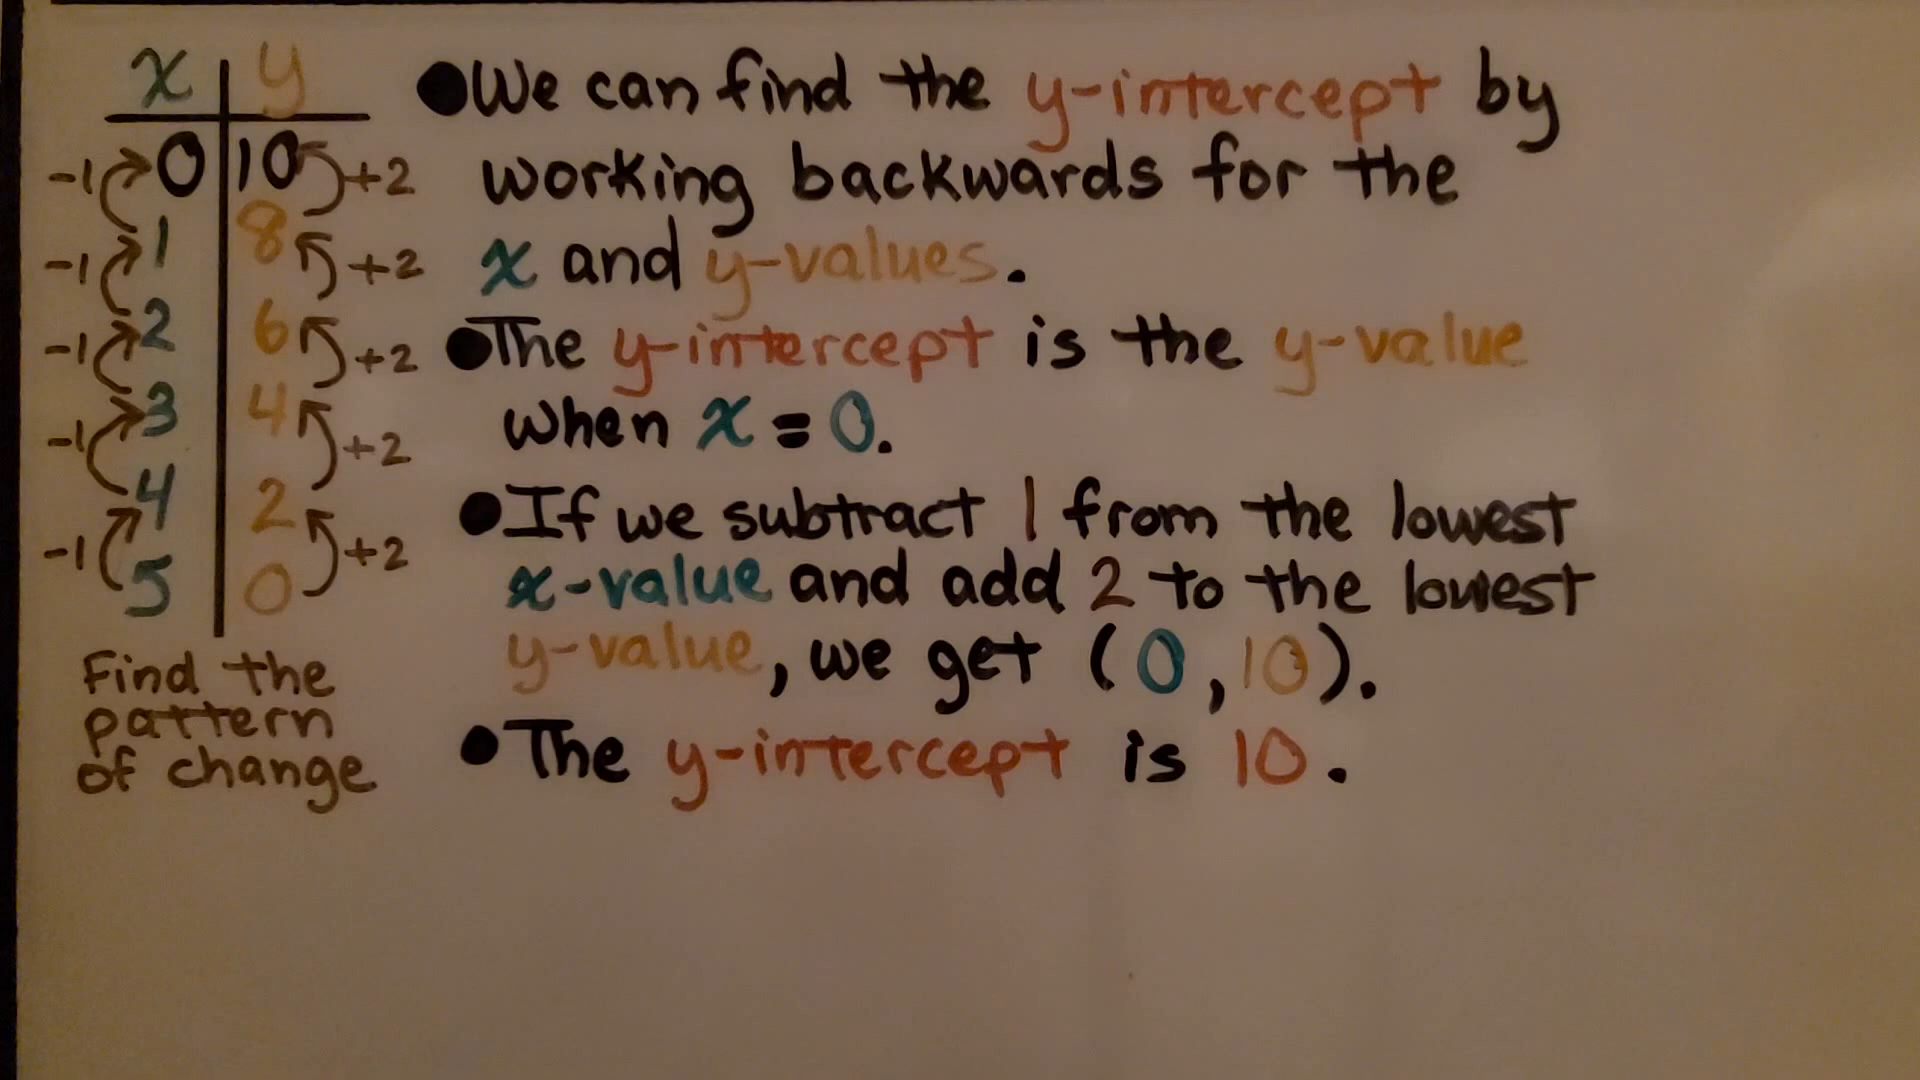 x y
-1 0 10 +2
-1 1 8 +2
-1 2 6 +2
-1 3 4 +2
-1 4 2 +2
5 0
Find the
pattern
of change
●We can find the y-intercept by
working backwards for the
x and y-values.
●The y-intercept is the y-value
when x = 0.
●If we subtract 1 from the lowest
x-value and add 2 to the lowest
y-value, we get (0,10).
●The y-intercept is 10.